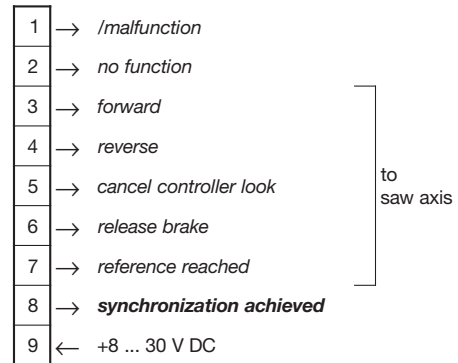 1 → /malfunction
2 → no function
3 → forward
4 → reverse
5 → cancel controller look
6 → release brake
7 → reference reached
to
saw axis
8 → synchronization achieved
9 ← +8 ... 30 V DC